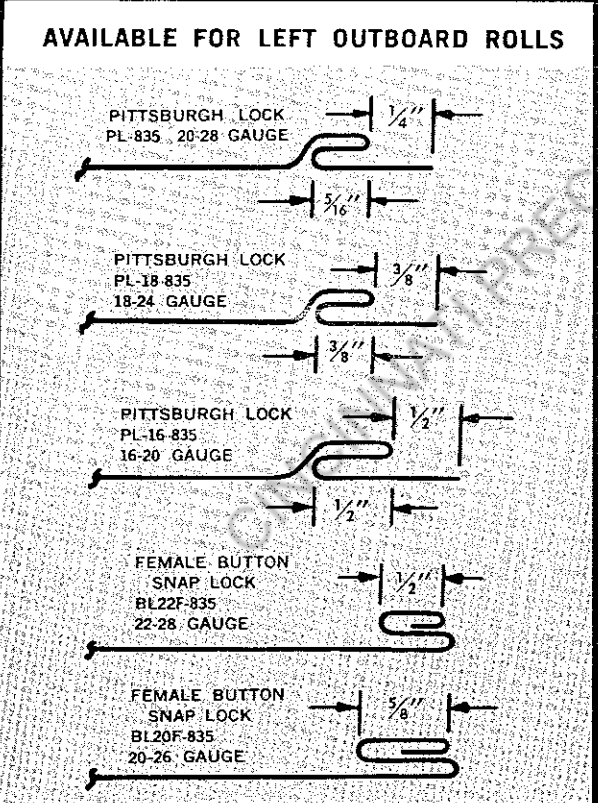 AVAILABLE FOR LEFT OUTBOARD ROLLS
PITTSBURGH LOCK
PL-835 20-28 GAUGE
1/4"
5/16"
PITTSBURGH LOCK
PL-18-835
18-24 GAUGE
3/8"
3/8"
PITTSBURGH LOCK
PL-16-835
16-20 GAUGE
1/2"
1/2"
FEMALE BUTTON
SNAP LOCK
BL22F-835
22-28 GAUGE
1/2"
FEMALE BUTTON
SNAP LOCK
BL20F-835
20-26 GAUGE
5/8"
CINCINNATI PREC